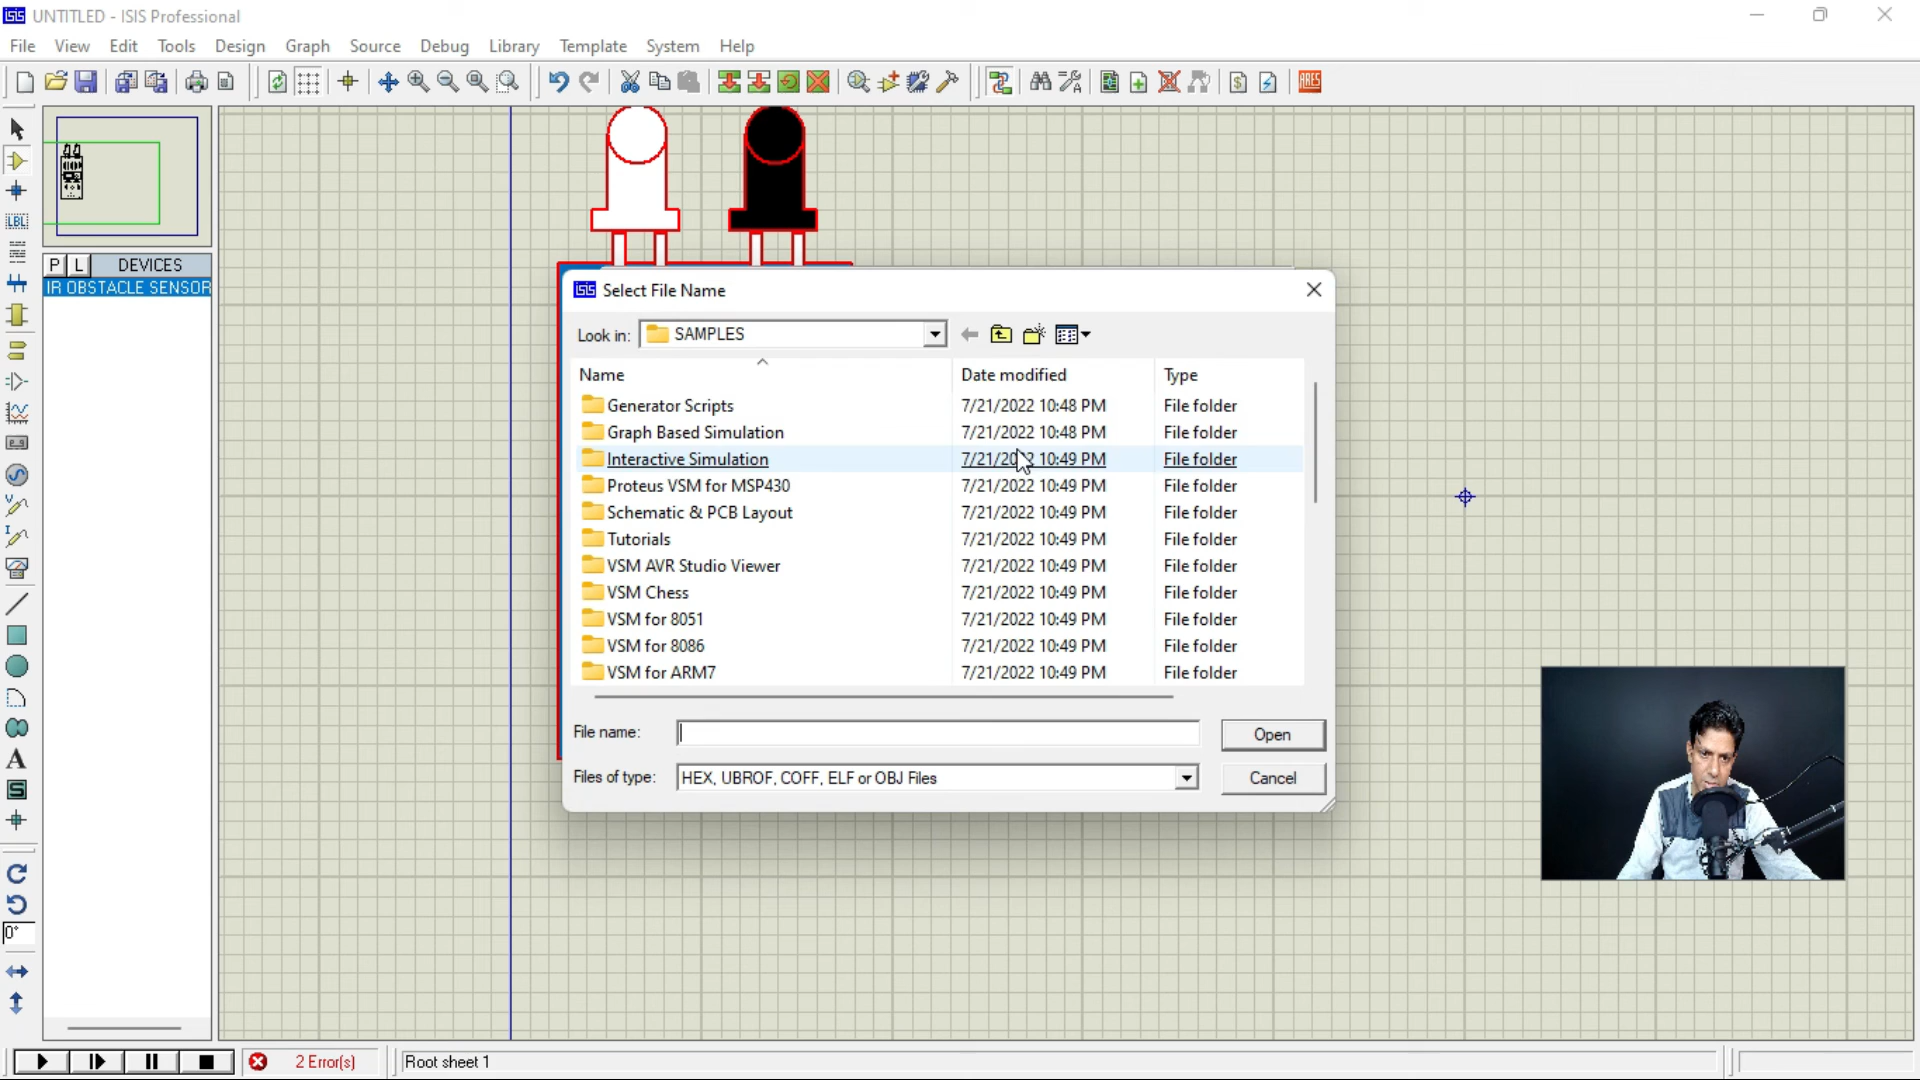 ISIS UNTITLED - ISIS Professional
File View Edit Tools Design Graph Source Debug Library Template System Help
ARES
LBL
P L DEVICES
IR OBSTACLE SENSOR
ISIS Select File Name
Look in: SAMPLES
Name Date modified Type
Generator Scripts 7/21/2022 10:48 PM File folder
Graph Based Simulation 7/21/2022 10:48 PM File folder
Interactive Simulation 7/21/2022 10:49 PM File folder
Proteus VSM for MSP430 7/21/2022 10:49 PM File folder
Schematic & PCB Layout 7/21/2022 10:49 PM File folder
Tutorials 7/21/2022 10:49 PM File folder
VSM AVR Studio Viewer 7/21/2022 10:49 PM File folder
VSM Chess 7/21/2022 10:49 PM File folder
VSM for 8051 7/21/2022 10:49 PM File folder
VSM for 8086 7/21/2022 10:49 PM File folder
VSM for ARM7 7/21/2022 10:49 PM File folder
File name: Open
Files of type: HEX, UBROF, COFF, ELF or OBJ Files Cancel
V
I
A
S
0°
2 Error(s) Root sheet 1